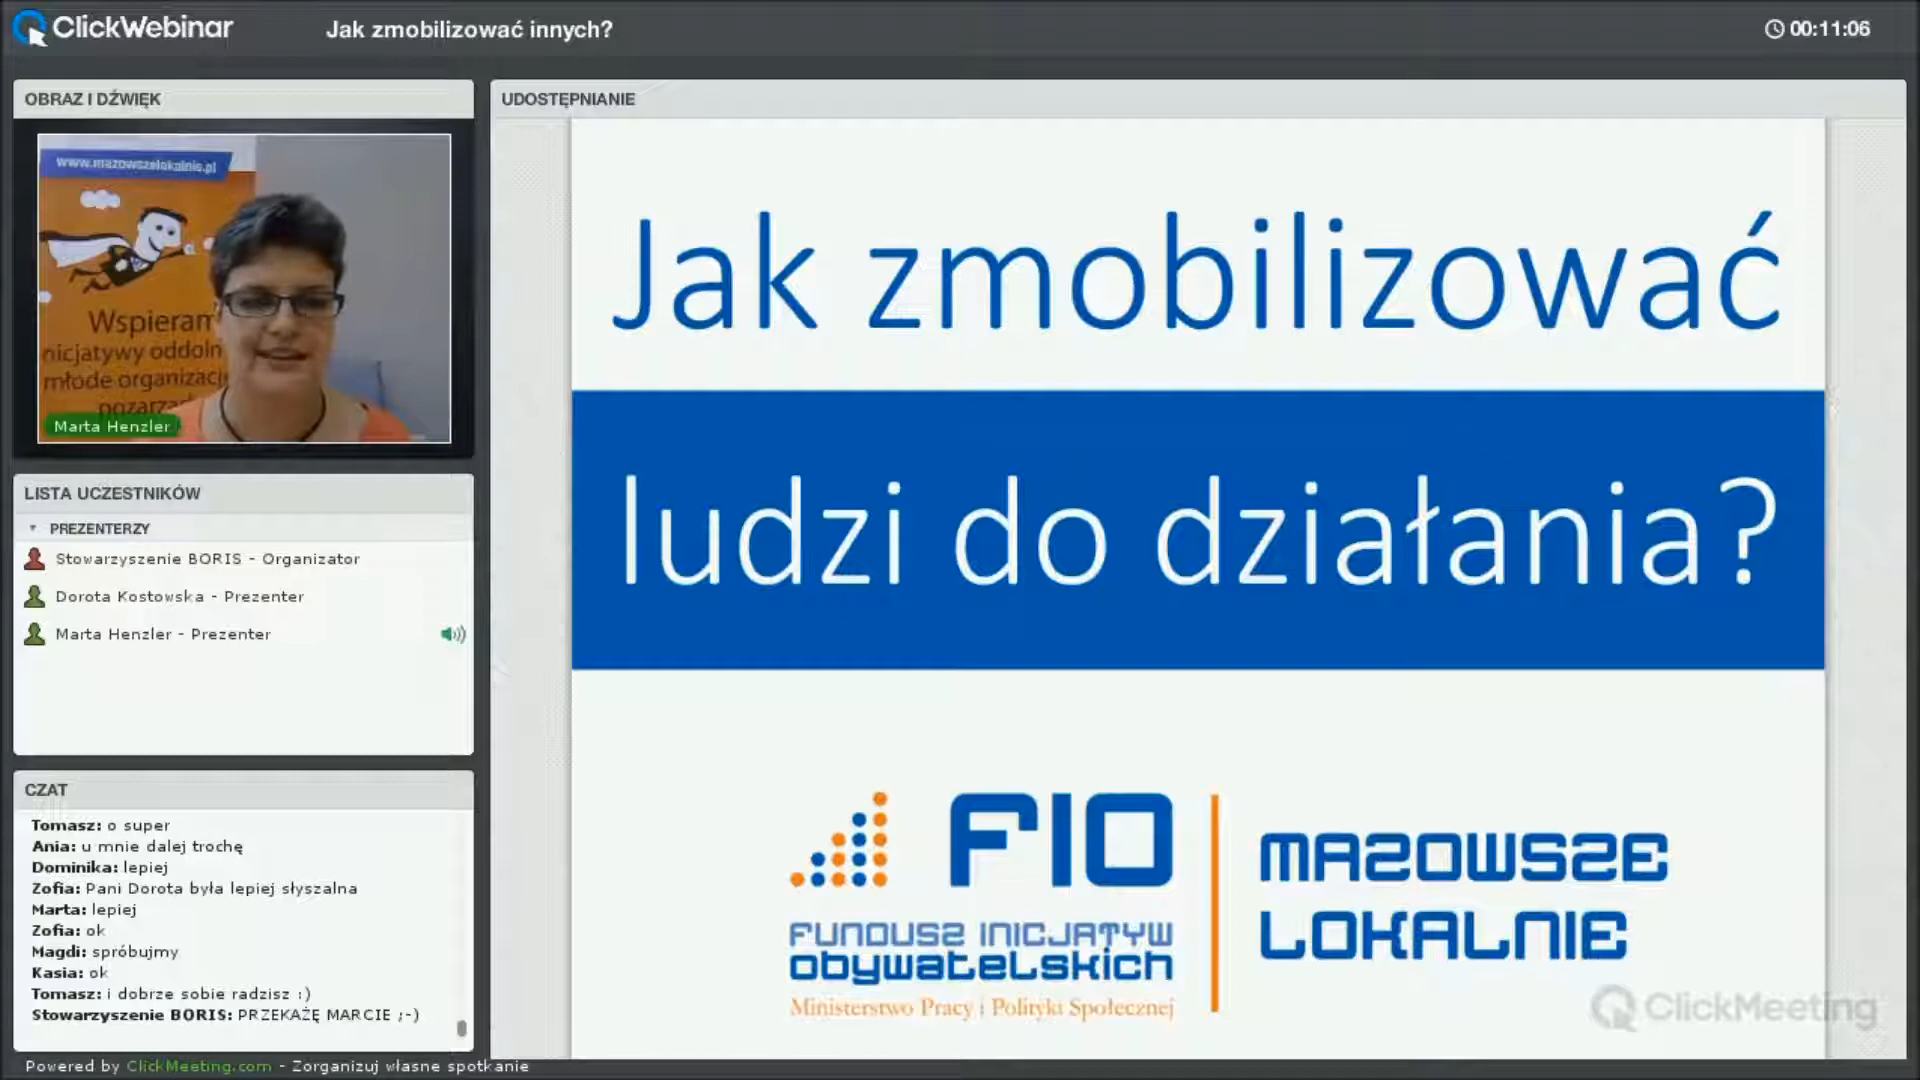 ClickWebinar
Jak zmobilizować innych?
00:11:06
OBRAZ I DŹWIĘK
www.mazowszelokalnie.pl
Wspieram
nicjatywy oddoln
młode organizacje
pozarzą
Marta Henzler
LISTA UCZESTNIKÓW
PREZENTERZY
Stowarzyszenie BORIS - Organizator
Dorota Kostowska - Prezenter
Marta Henzler - Prezenter
CZAT
Tomasz: o super
Ania: u mnie dalej trochę
Dominika: lepiej
Zofia: Pani Dorota była lepiej słyszalna
Marta: lepiej
Zofia: ok
Magdi: spróbujmy
Kasia: ok
Tomasz: i dobrze sobie radzisz :)
Stowarzyszenie BORIS: PRZEKAŻĘ MARCIE ;-)
UDOSTĘPNIANIE
Jak zmobilizować
ludzi do działania?
FIO
FUNDUSZ INICJATYW
obywatelskich
Ministerstwo Pracy i Polityki Społecznej
MAZOWSZE
LOKALNIE
ClickMeeting
Powered by ClickMeeting.com - Zorganizuj własne spotkanie